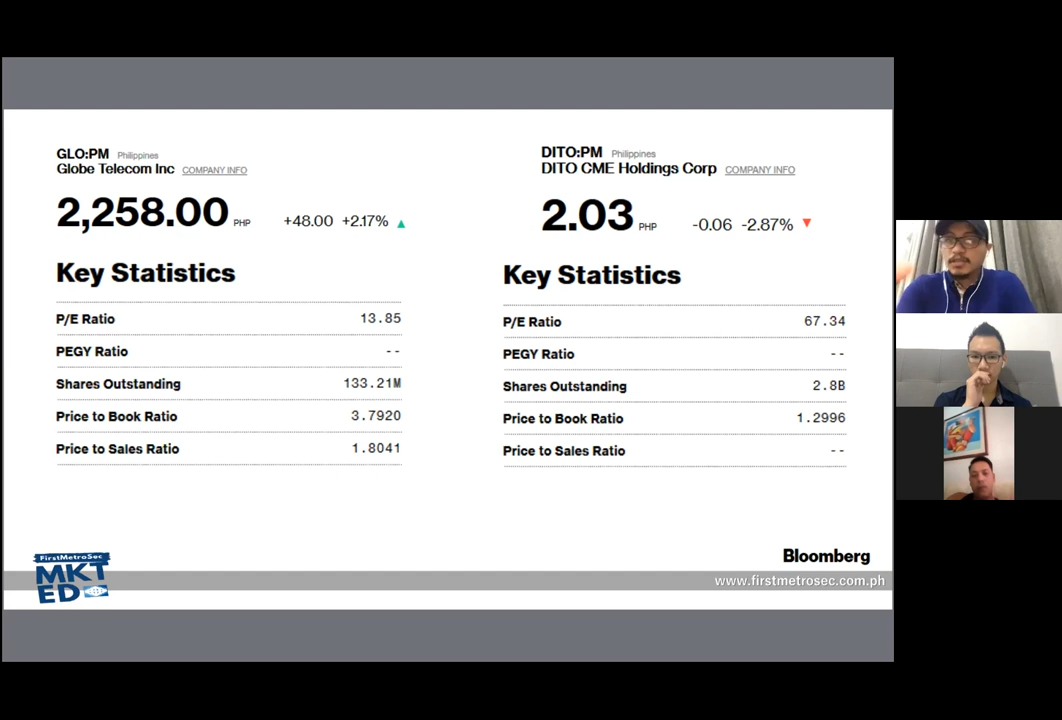 GLO:PM Philippines
Globe Telecom Inc COMPANY INFO
2,258.00 PHP +48.00 +2.17% ▲
Key Statistics
P/E Ratio 13.85
PEGY Ratio --
Shares Outstanding 133.21M
Price to Book Ratio 3.7920
Price to Sales Ratio 1.8041
DITO:PM Philippines
DITO CME Holdings Corp COMPANY INFO
2.03 PHP -0.06 -2.87% ▼
Key Statistics
P/E Ratio 67.34
PEGY Ratio --
Shares Outstanding 2.8B
Price to Book Ratio 1.2996
Price to Sales Ratio --
FirstMetroSec
MKT
ED
Bloomberg
www.firstmetrosec.com.ph